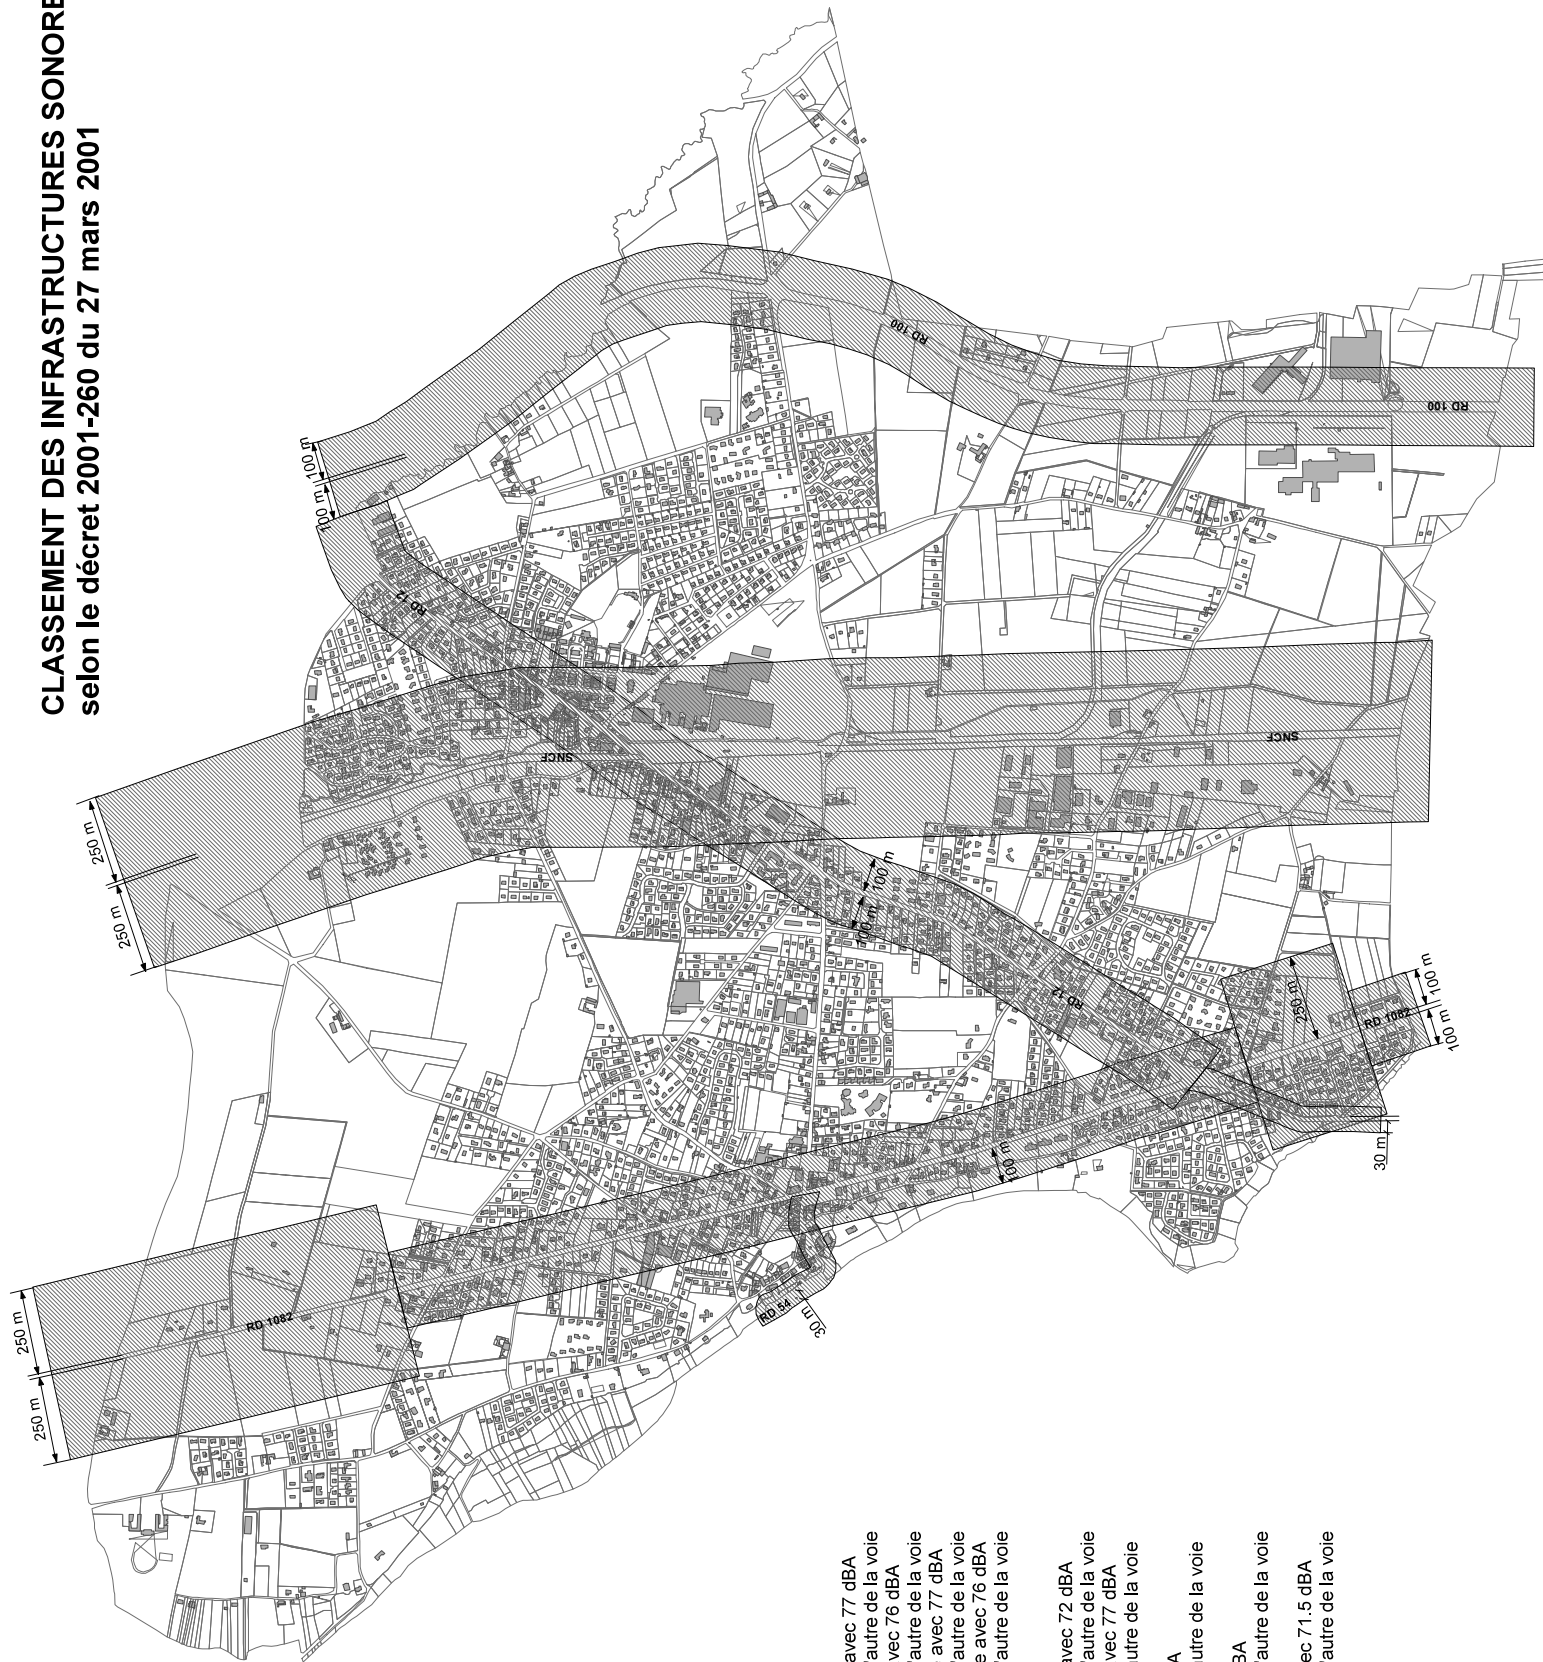 CLASSEMENT DES INFRASTRUCTURES SONORE
selon le décret 2001-260 du 27 mars 2001
100 m
100 m
RD 12
RD 100
RD 100
SNCF
SNCF
250 m
250 m
100 m
100 m
RD 12
250 m
RD 1082
100 m
100 m
30 m
100 m
RD 54
30 m
RD 1082
250 m
250 m
avec 77 dBA
autre de la voie
vec 76 dBA
autre de la voie
avec 77 dBA
autre de la voie
e avec 76 dBA
autre de la voie
avec 72 dBA
autre de la voie
vec 77 dBA
utre de la voie
A
utre de la voie
BA
autre de la voie
ec 71.5 dBA
autre de la voie